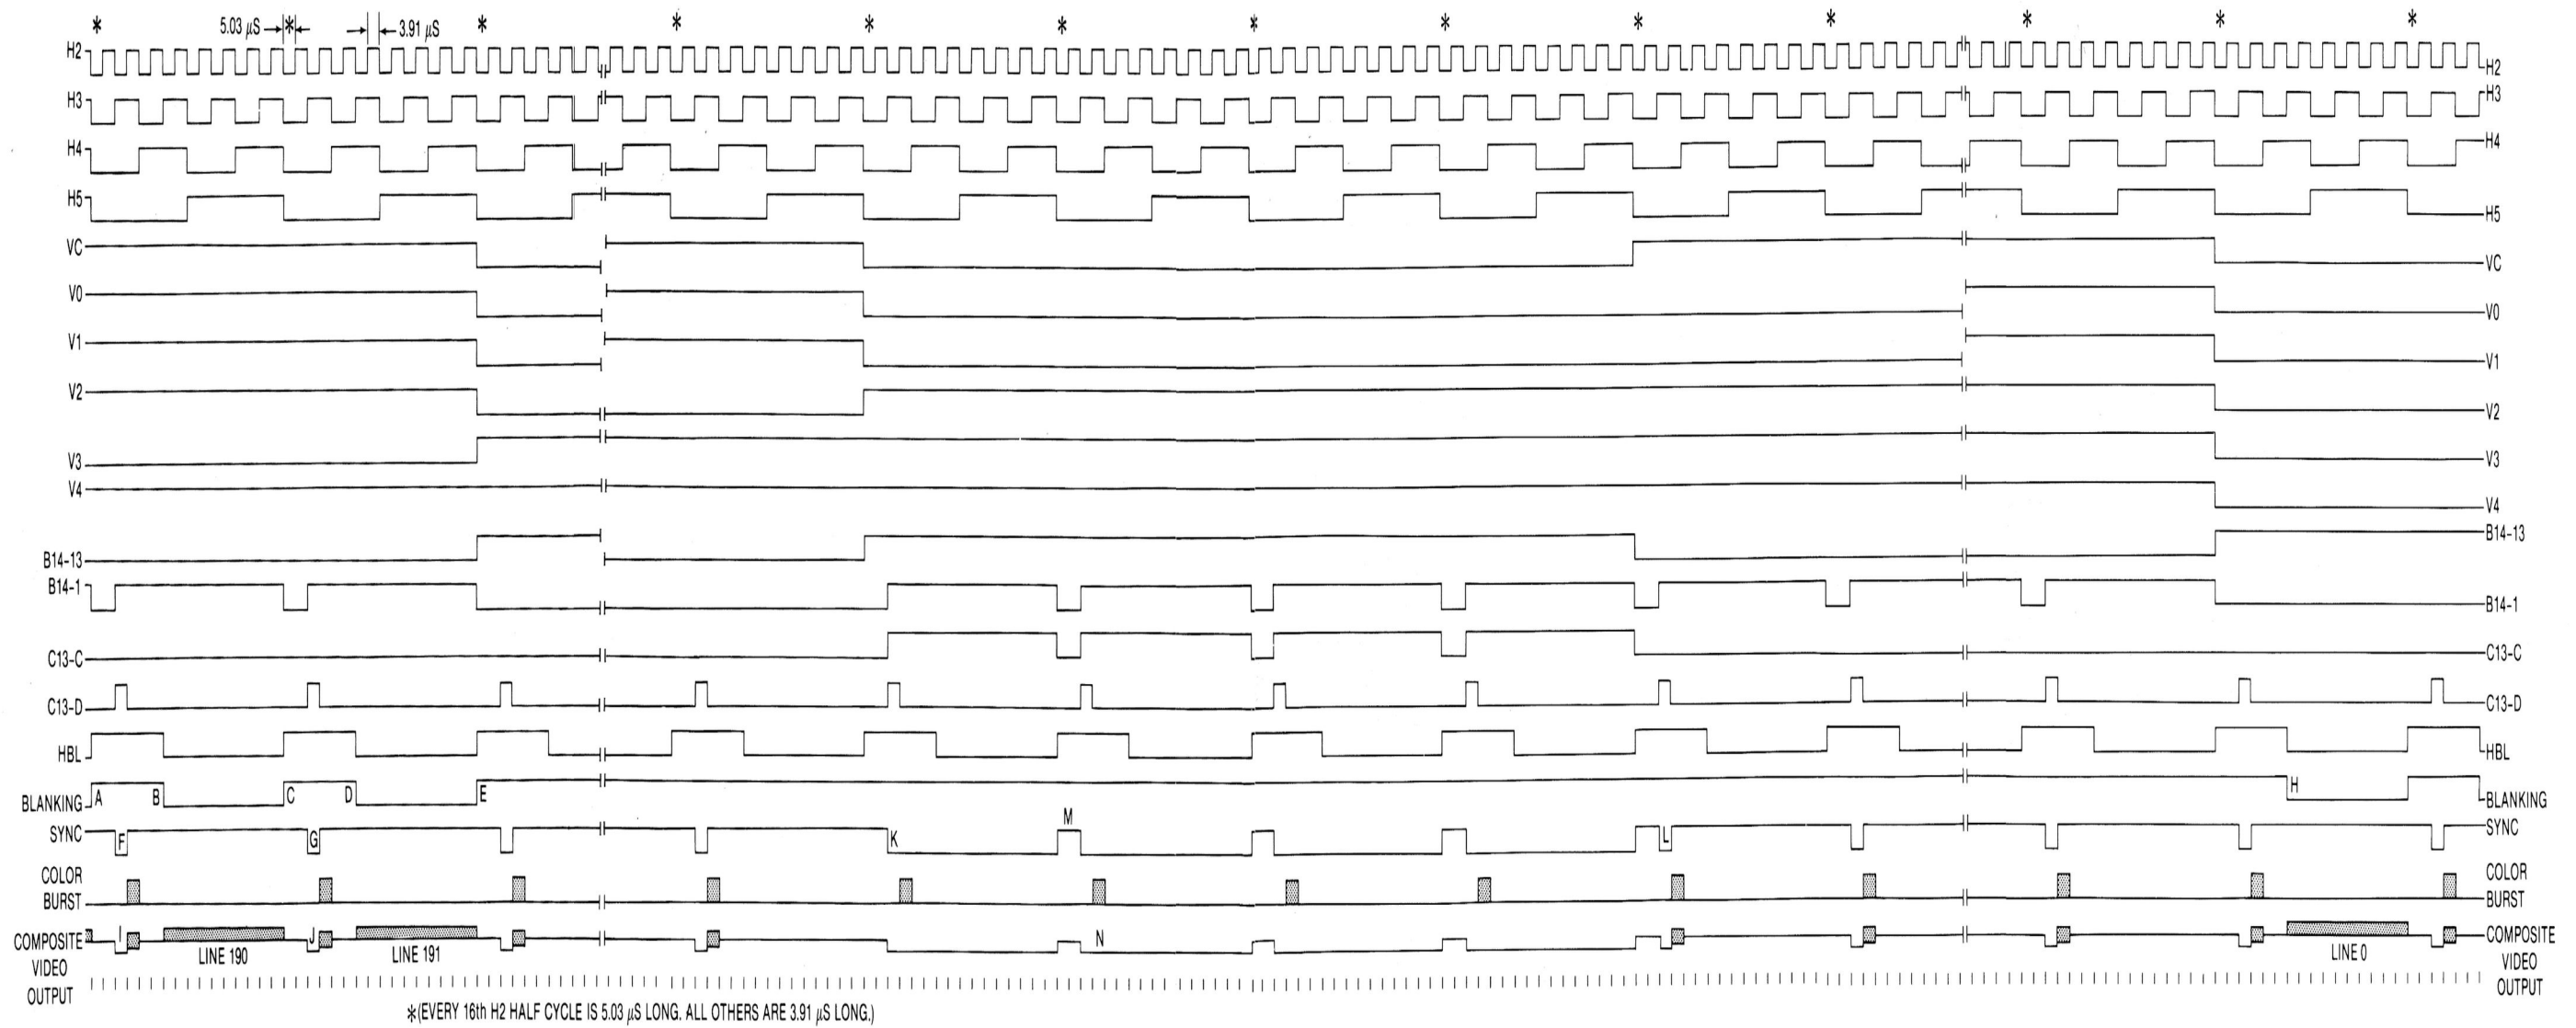 * * * * * * * * * * * * *
5.03 µS 3.91 µS
H2 H2
H3 H3
H4 H4
H5 H5
VC VC
V0 V0
V1 V1
V2 V2
V3 V3
V4 V4
B14-13 B14-13
B14-1 B14-1
C13-C C13-C
C13-D C13-D
HBL HBL
BLANKING A B C D E H BLANKING
M
SYNC F G K L SYNC
COLOR BURST COLOR BURST
COMPOSITE VIDEO OUTPUT I J N COMPOSITE VIDEO OUTPUT
LINE 190 LINE 191 LINE 0
*(EVERY 16th H2 HALF CYCLE IS 5.03 µS LONG. ALL OTHERS ARE 3.91 µS LONG.)